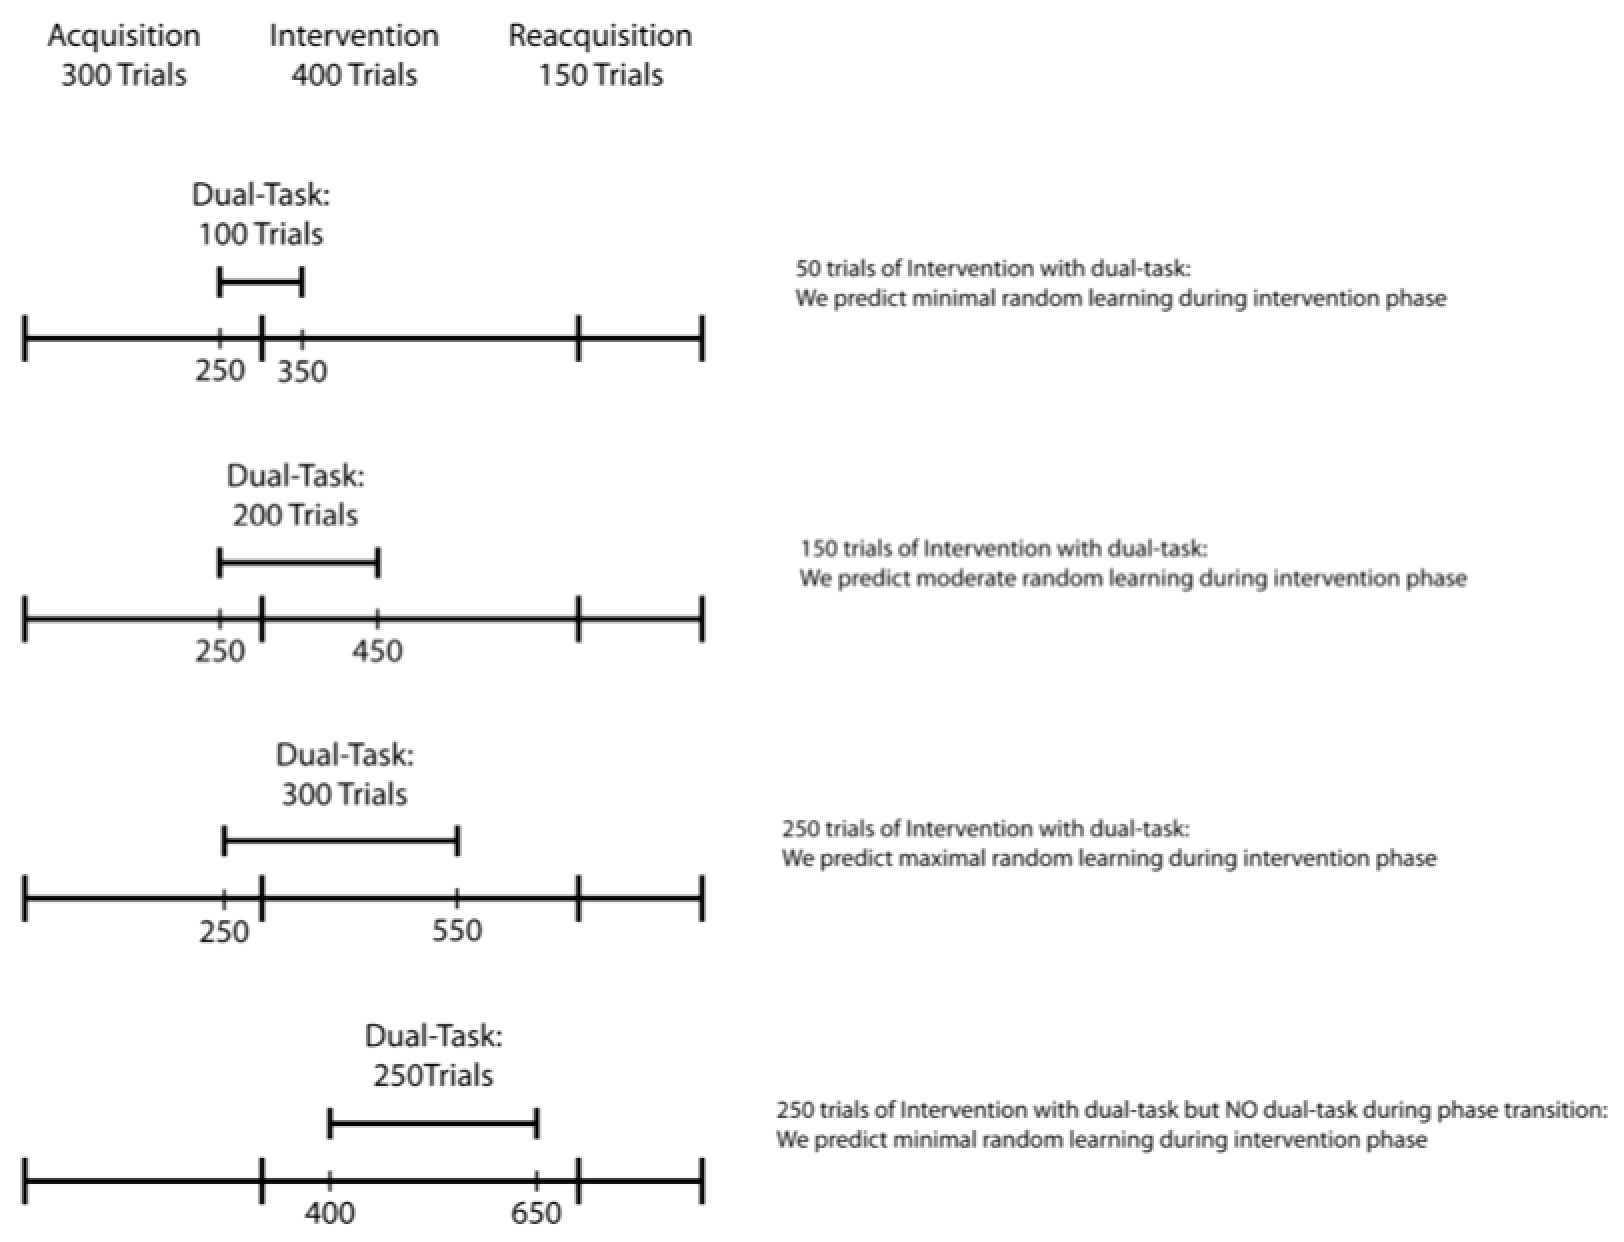 Acquisition
300 Trials
Intervention
400 Trials
Reacquisition
150 Trials
Dual-Task:
100 Trials
250
350
50 trials of Intervention with dual-task:
We predict minimal random learning during intervention phase
Dual-Task:
200 Trials
250
450
150 trials of Intervention with dual-task:
We predict moderate random learning during intervention phase
Dual-Task:
300 Trials
250
550
250 trials of Intervention with dual-task:
We predict maximal random learning during intervention phase
Dual-Task:
250Trials
400
650
250 trials of Intervention with dual-task but NO dual-task during phase transition:
We predict minimal random learning during intervention phase